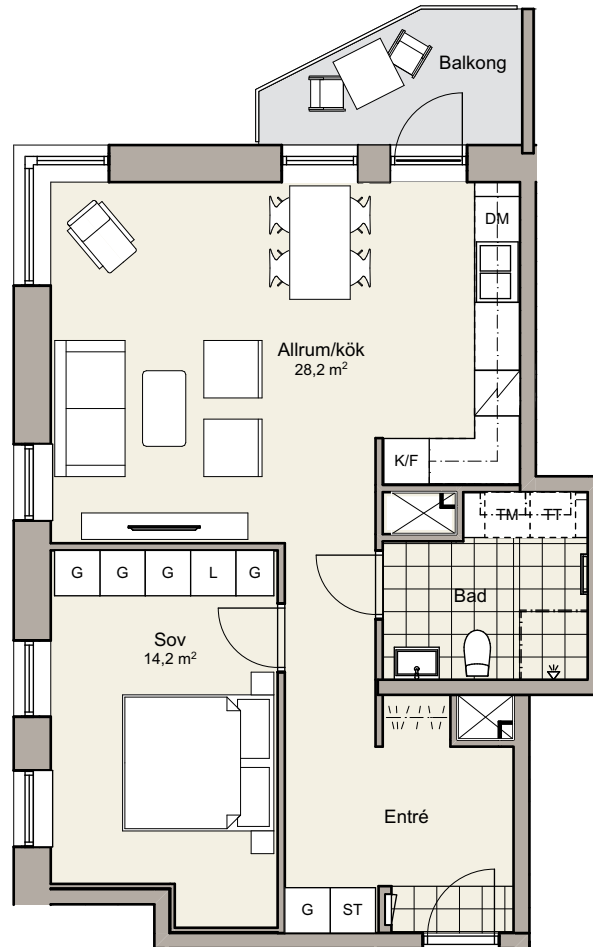 Balkong
DM
Allrum/kök
28,2 m²
K/F
TM TT
G G G L G
Bad
Sov
14,2 m²
Entré
G ST